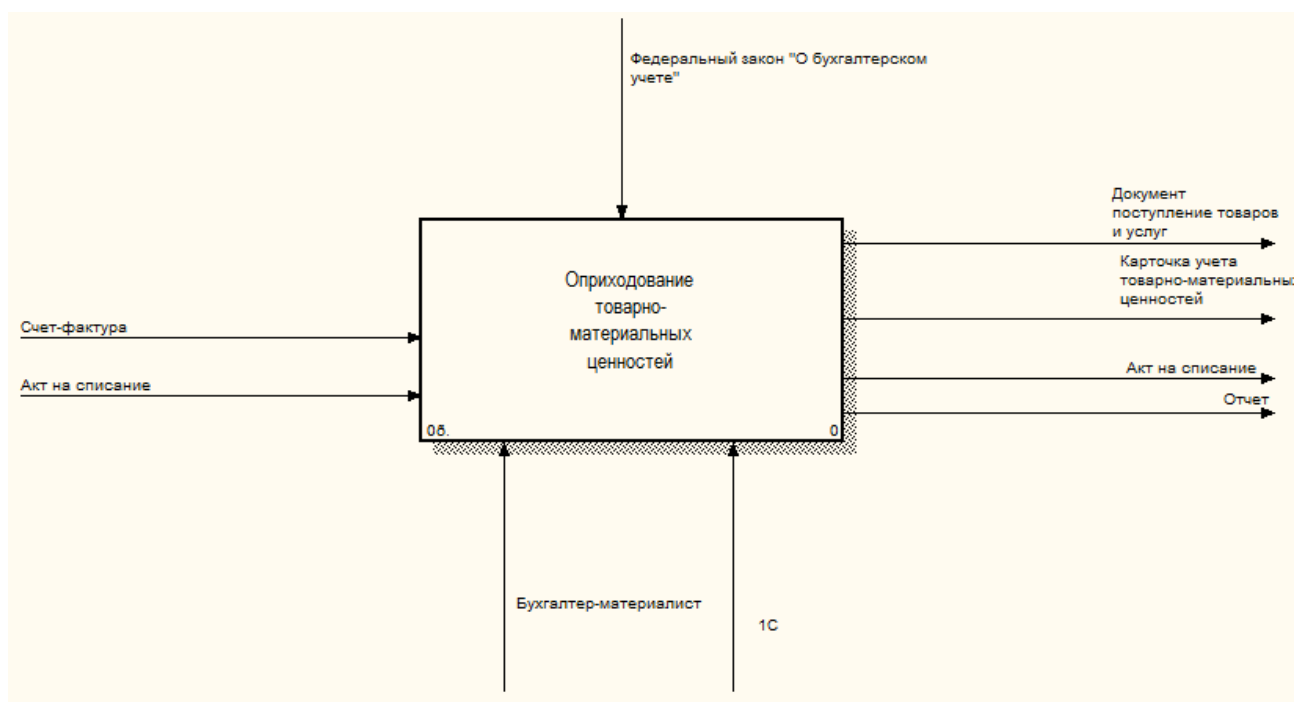 Федеральный закон "О бухгалтерском
учете"
Документ
поступление товаров
и услуг
Карточка учета
товарно-материальны
ценностей
Оприходование
товарно-
материальных
ценностей
Счет-фактура
Акт на списание
Акт на списание
Отчет
0б.
0
Бухгалтер-материалист
1С